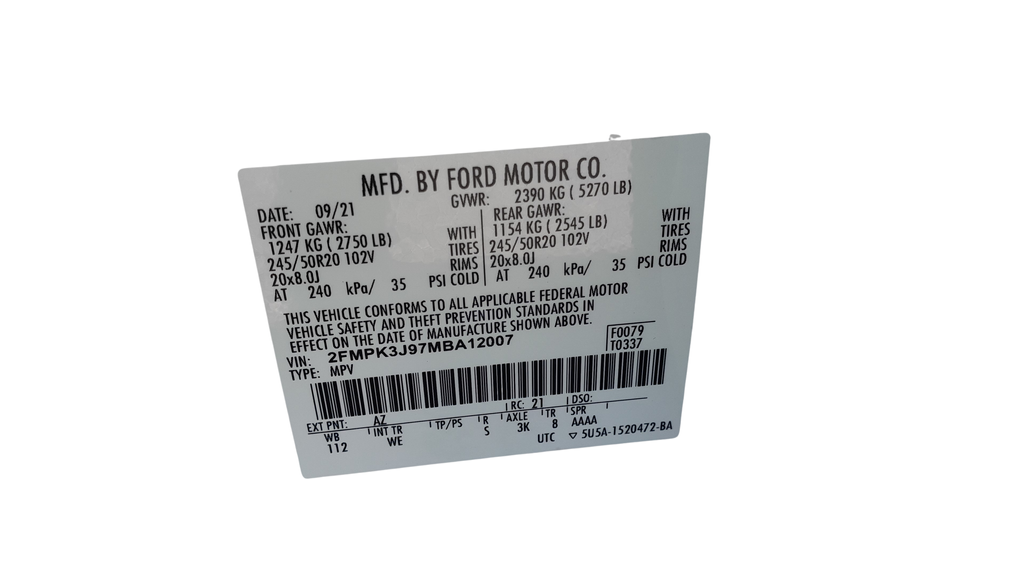 MFD. BY FORD MOTOR CO.
DATE: 09/21 GVWR: 2390 KG ( 5270 LB)
FRONT GAWR: REAR GAWR:
1247 KG ( 2750 LB) WITH 1154 KG ( 2545 LB) WITH
245/50R20 102V TIRES 245/50R20 102V TIRES
20x8.0J RIMS 20x8.0J RIMS
AT 240 kPa/ 35 PSI COLD AT 240 kPa/ 35 PSI COLD
THIS VEHICLE CONFORMS TO ALL APPLICABLE FEDERAL MOTOR
VEHICLE SAFETY AND THEFT PREVENTION STANDARDS IN
EFFECT ON THE DATE OF MANUFACTURE SHOWN ABOVE.
VIN: 2FMPK3J97MBA12007 F0079
TYPE: MPV T0337
EXT PNT: AZ RC: 21 DSO:
WB INT TR TP/PS R AXLE TR SPR
112 WE S 3K 8 AAAA
UTC ▽ 5U5A-1520472-BA